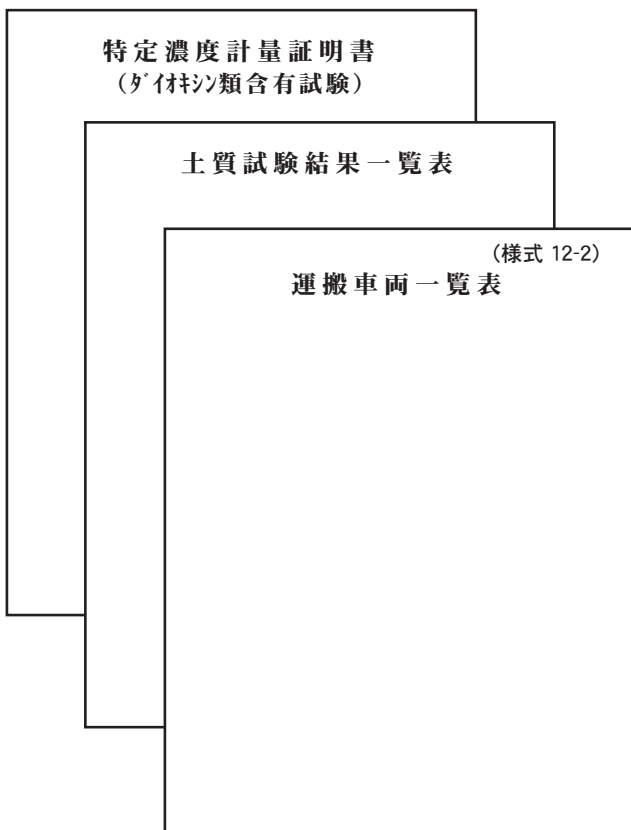 特定濃度計量証明書
(ﾀﾞｲｵｷｼﾝ類含有試験)
土質試験結果一覧表
(様式 12-2)
運搬車両一覧表